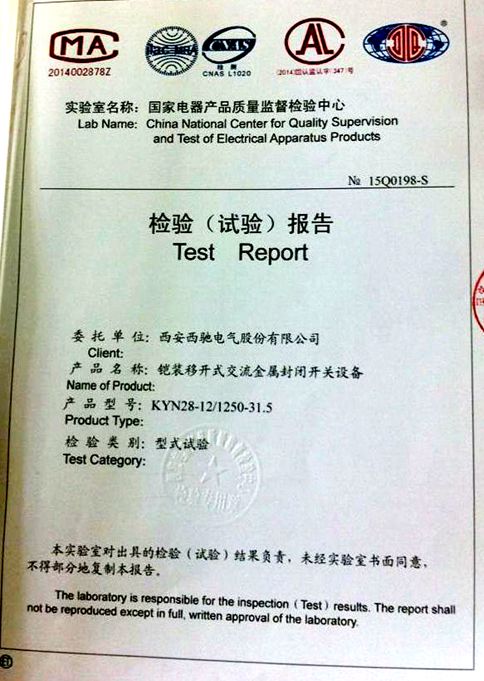 MA
ilac-MRA
CNAS
AL
2014002878Z
检测
CNAS L1020
(2014)国认监认字(347)号
实验室名称: 国家电器产品质量监督检验中心
Lab Name: China National Center for Quality Supervision
and Test of Electrical Apparatus Products
№ 15Q0198-S
检验（试验）报告
Test Report
委托单位: 西安西驰电气股份有限公司
Client:
产品名称: 铠装移开式交流金属封闭开关设备
Name of Product:
产品型号: KYN28-12/1250-31.5
Product Type:
检验类别: 型式试验
Test Category:
本实验室对出具的检验（试验）结果负责，未经实验室书面同意，
不得部分地复制本报告。
The laboratory is responsible for the inspection（Test）results. The report shall
not be reproduced except in full, written approval of the laboratory.